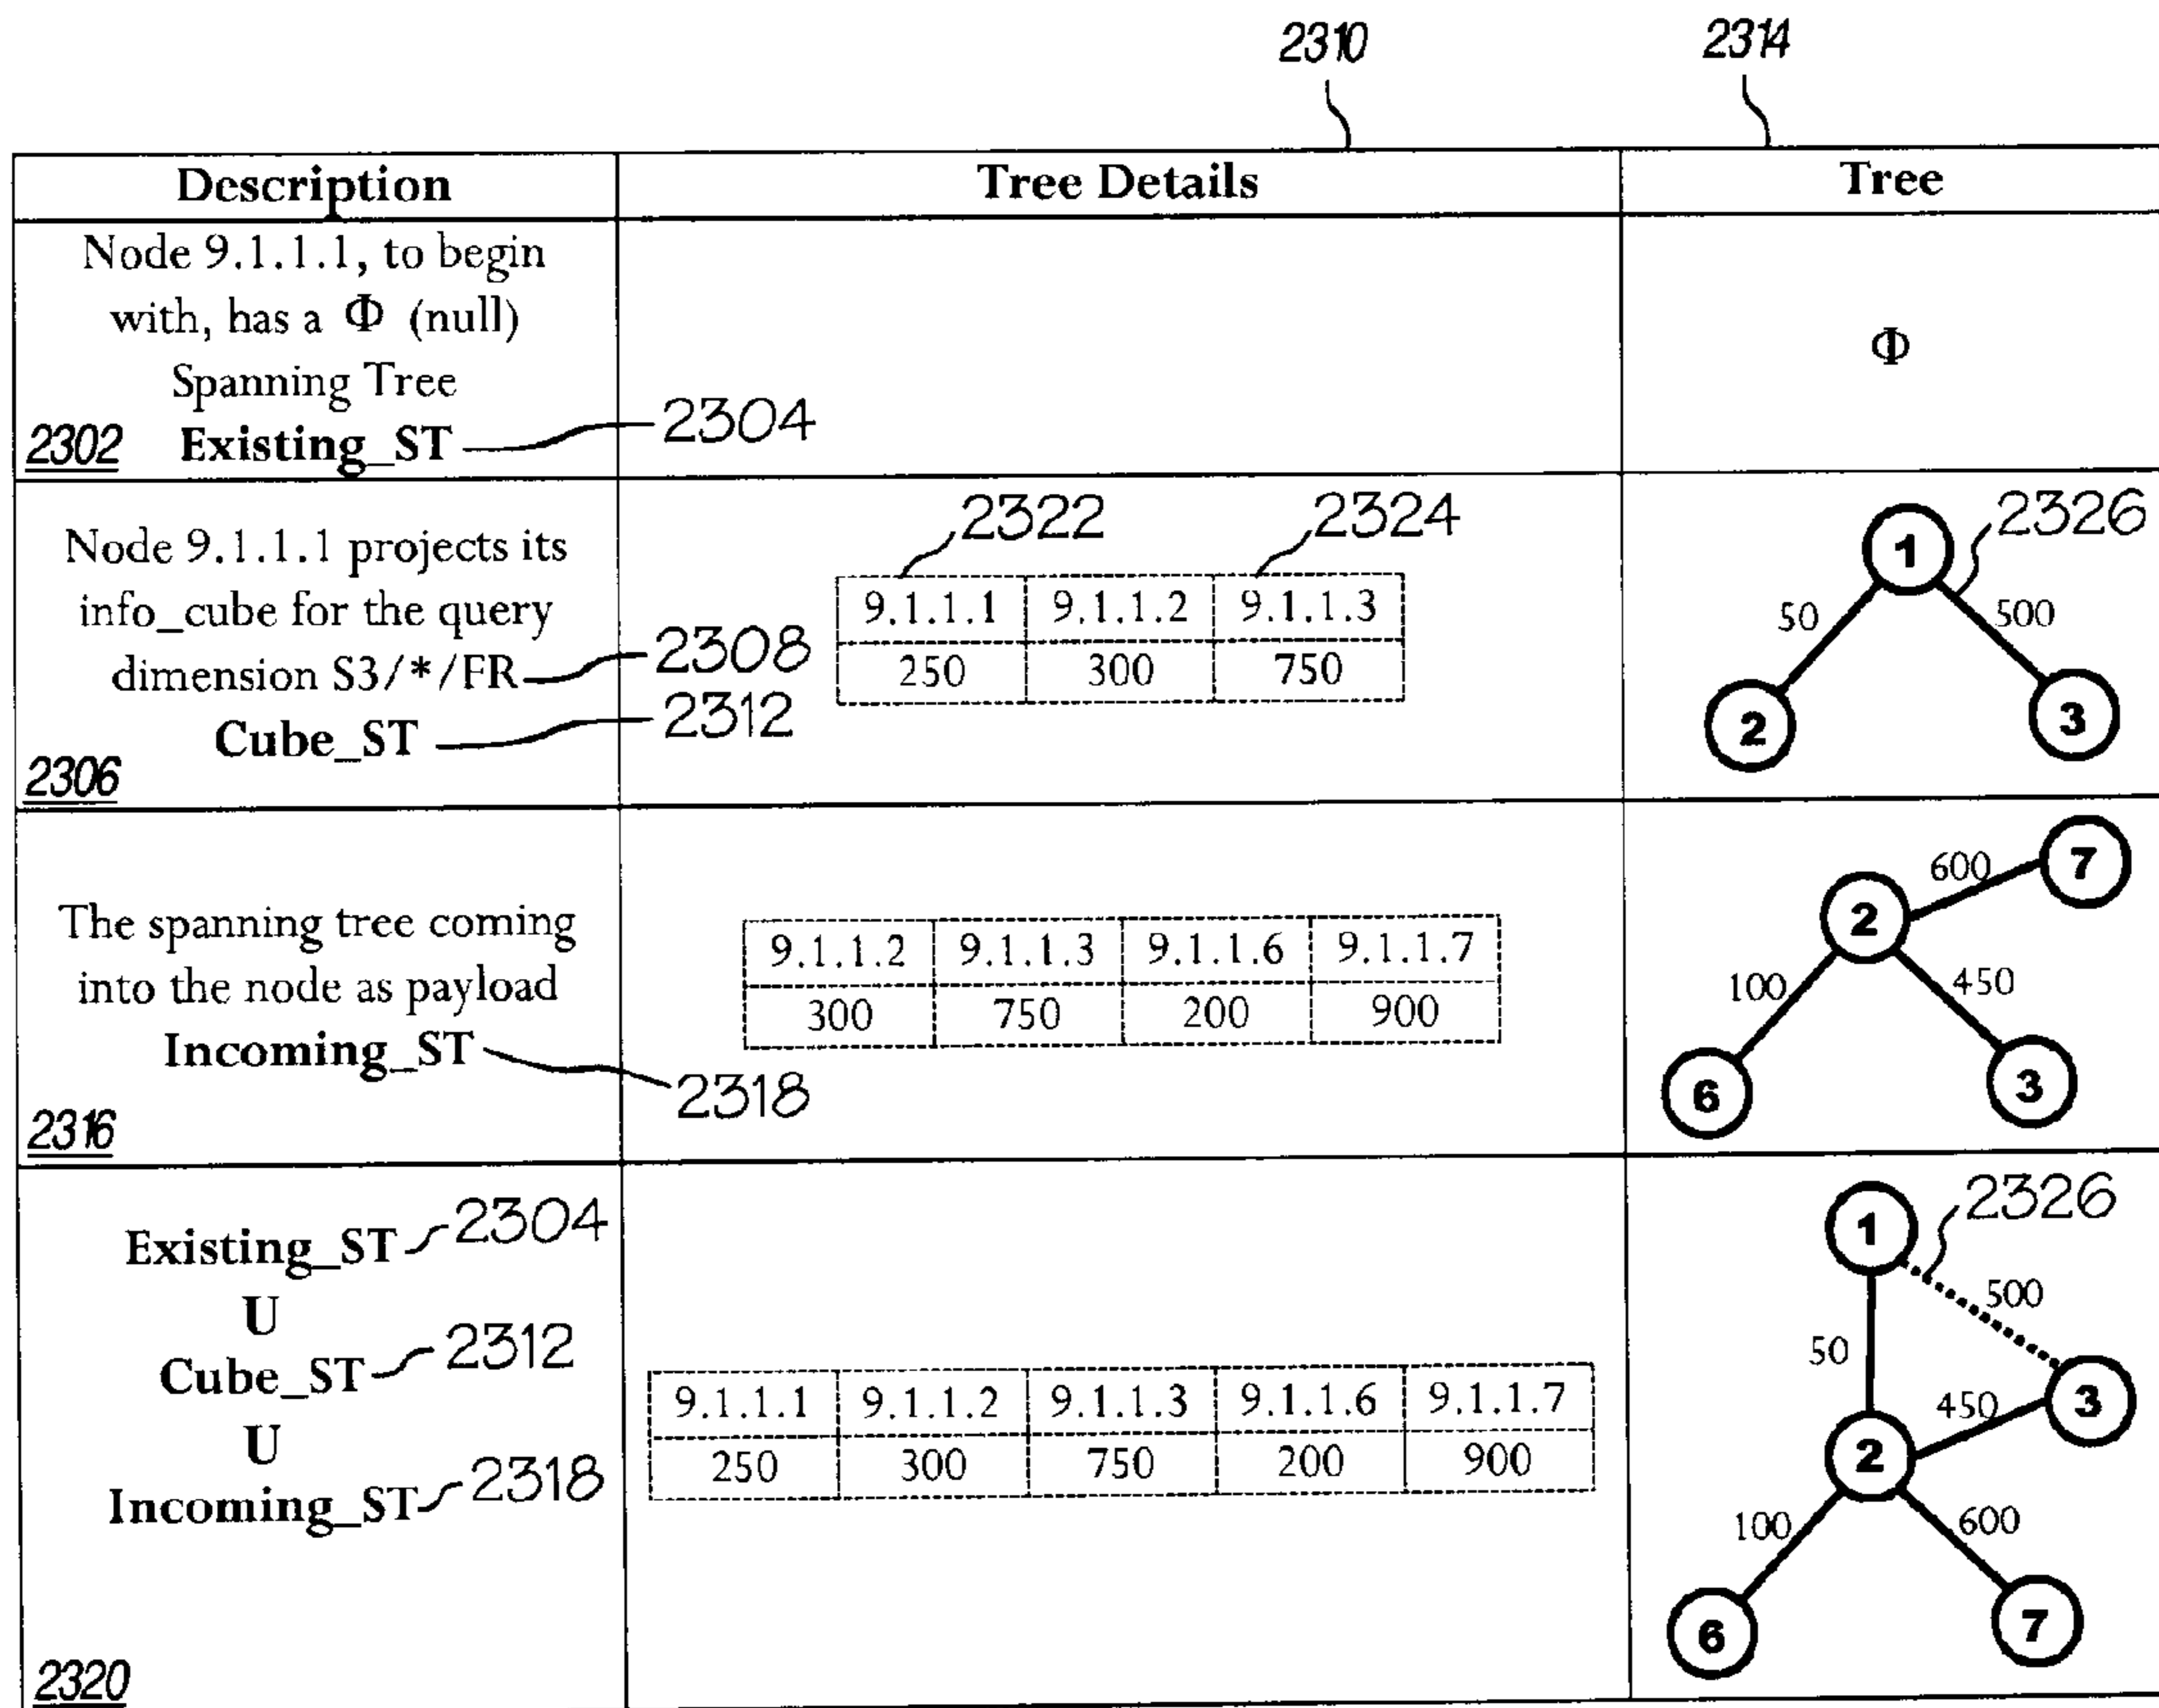 2310
2314
Description
Tree Details
Tree
Node 9.1.1.1, to begin
with, has a Φ (null)
Spanning Tree
2302 Existing_ST
2304
Φ
Node 9.1.1.1 projects its
info_cube for the query
dimension S3/*/FR
Cube_ST
2306
2308
2312
2322
2324
9.1.1.1 9.1.1.2 9.1.1.3
250 300 750
1
2326
50
500
2
3
The spanning tree coming
into the node as payload
Incoming_ST
2316
2318
9.1.1.2 9.1.1.3 9.1.1.6 9.1.1.7
300 750 200 900
7
600
2
100
450
6
3
Existing_ST 2304
U
Cube_ST 2312
U
Incoming_ST 2318
2320
9.1.1.1 9.1.1.2 9.1.1.3 9.1.1.6 9.1.1.7
250 300 750 200 900
1
2326
500
50
3
450
2
100
600
6
7